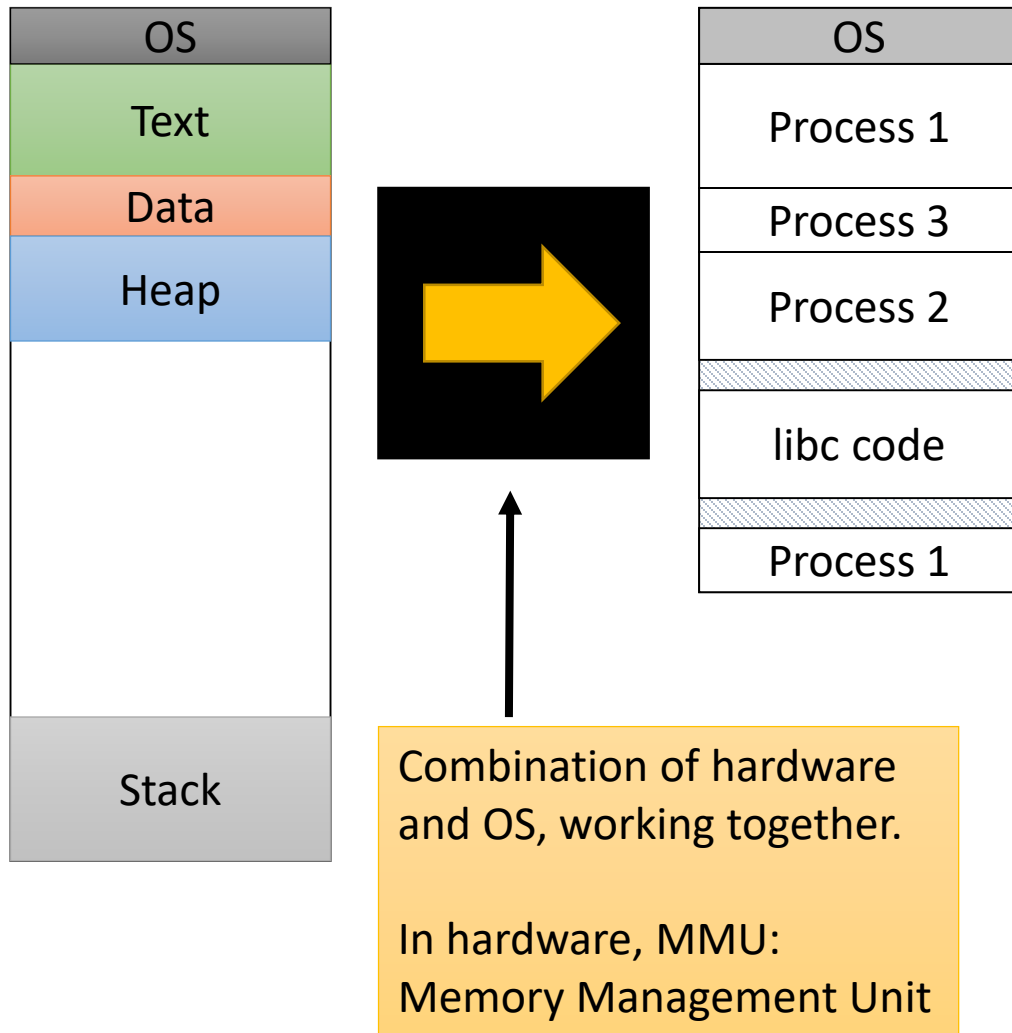 OS
Text
Data
Heap
Stack
OS
Process 1
Process 3
Process 2
libc code
Process 1
Combination of hardware
and OS, working together.
In hardware, MMU:
Memory Management Unit